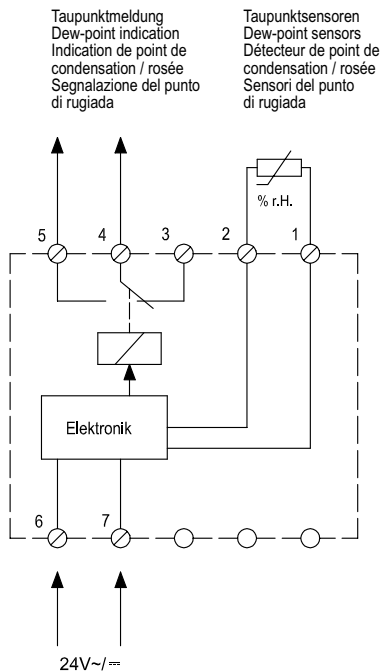 Taupunktmeldung
Dew-point indication
Indication de point de
condensation / rosée
Segnalazione del punto
di rugiada
Taupunktsensoren
Dew-point sensors
Détecteur de point de
condensation / rosée
Sensori del punto
di rugiada
% r.H.
5 4 3 2 1
Elektronik
6 7
24V~/⎓